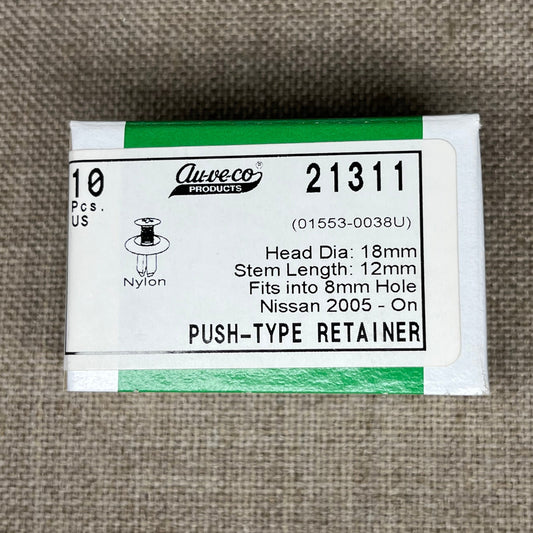 10
Pcs.
US
Au-ve-co®
PRODUCTS
21311
(01553-0038U)
Nylon
Head Dia: 18mm
Stem Length: 12mm
Fits into 8mm Hole
Nissan 2005 - On
PUSH-TYPE RETAINER